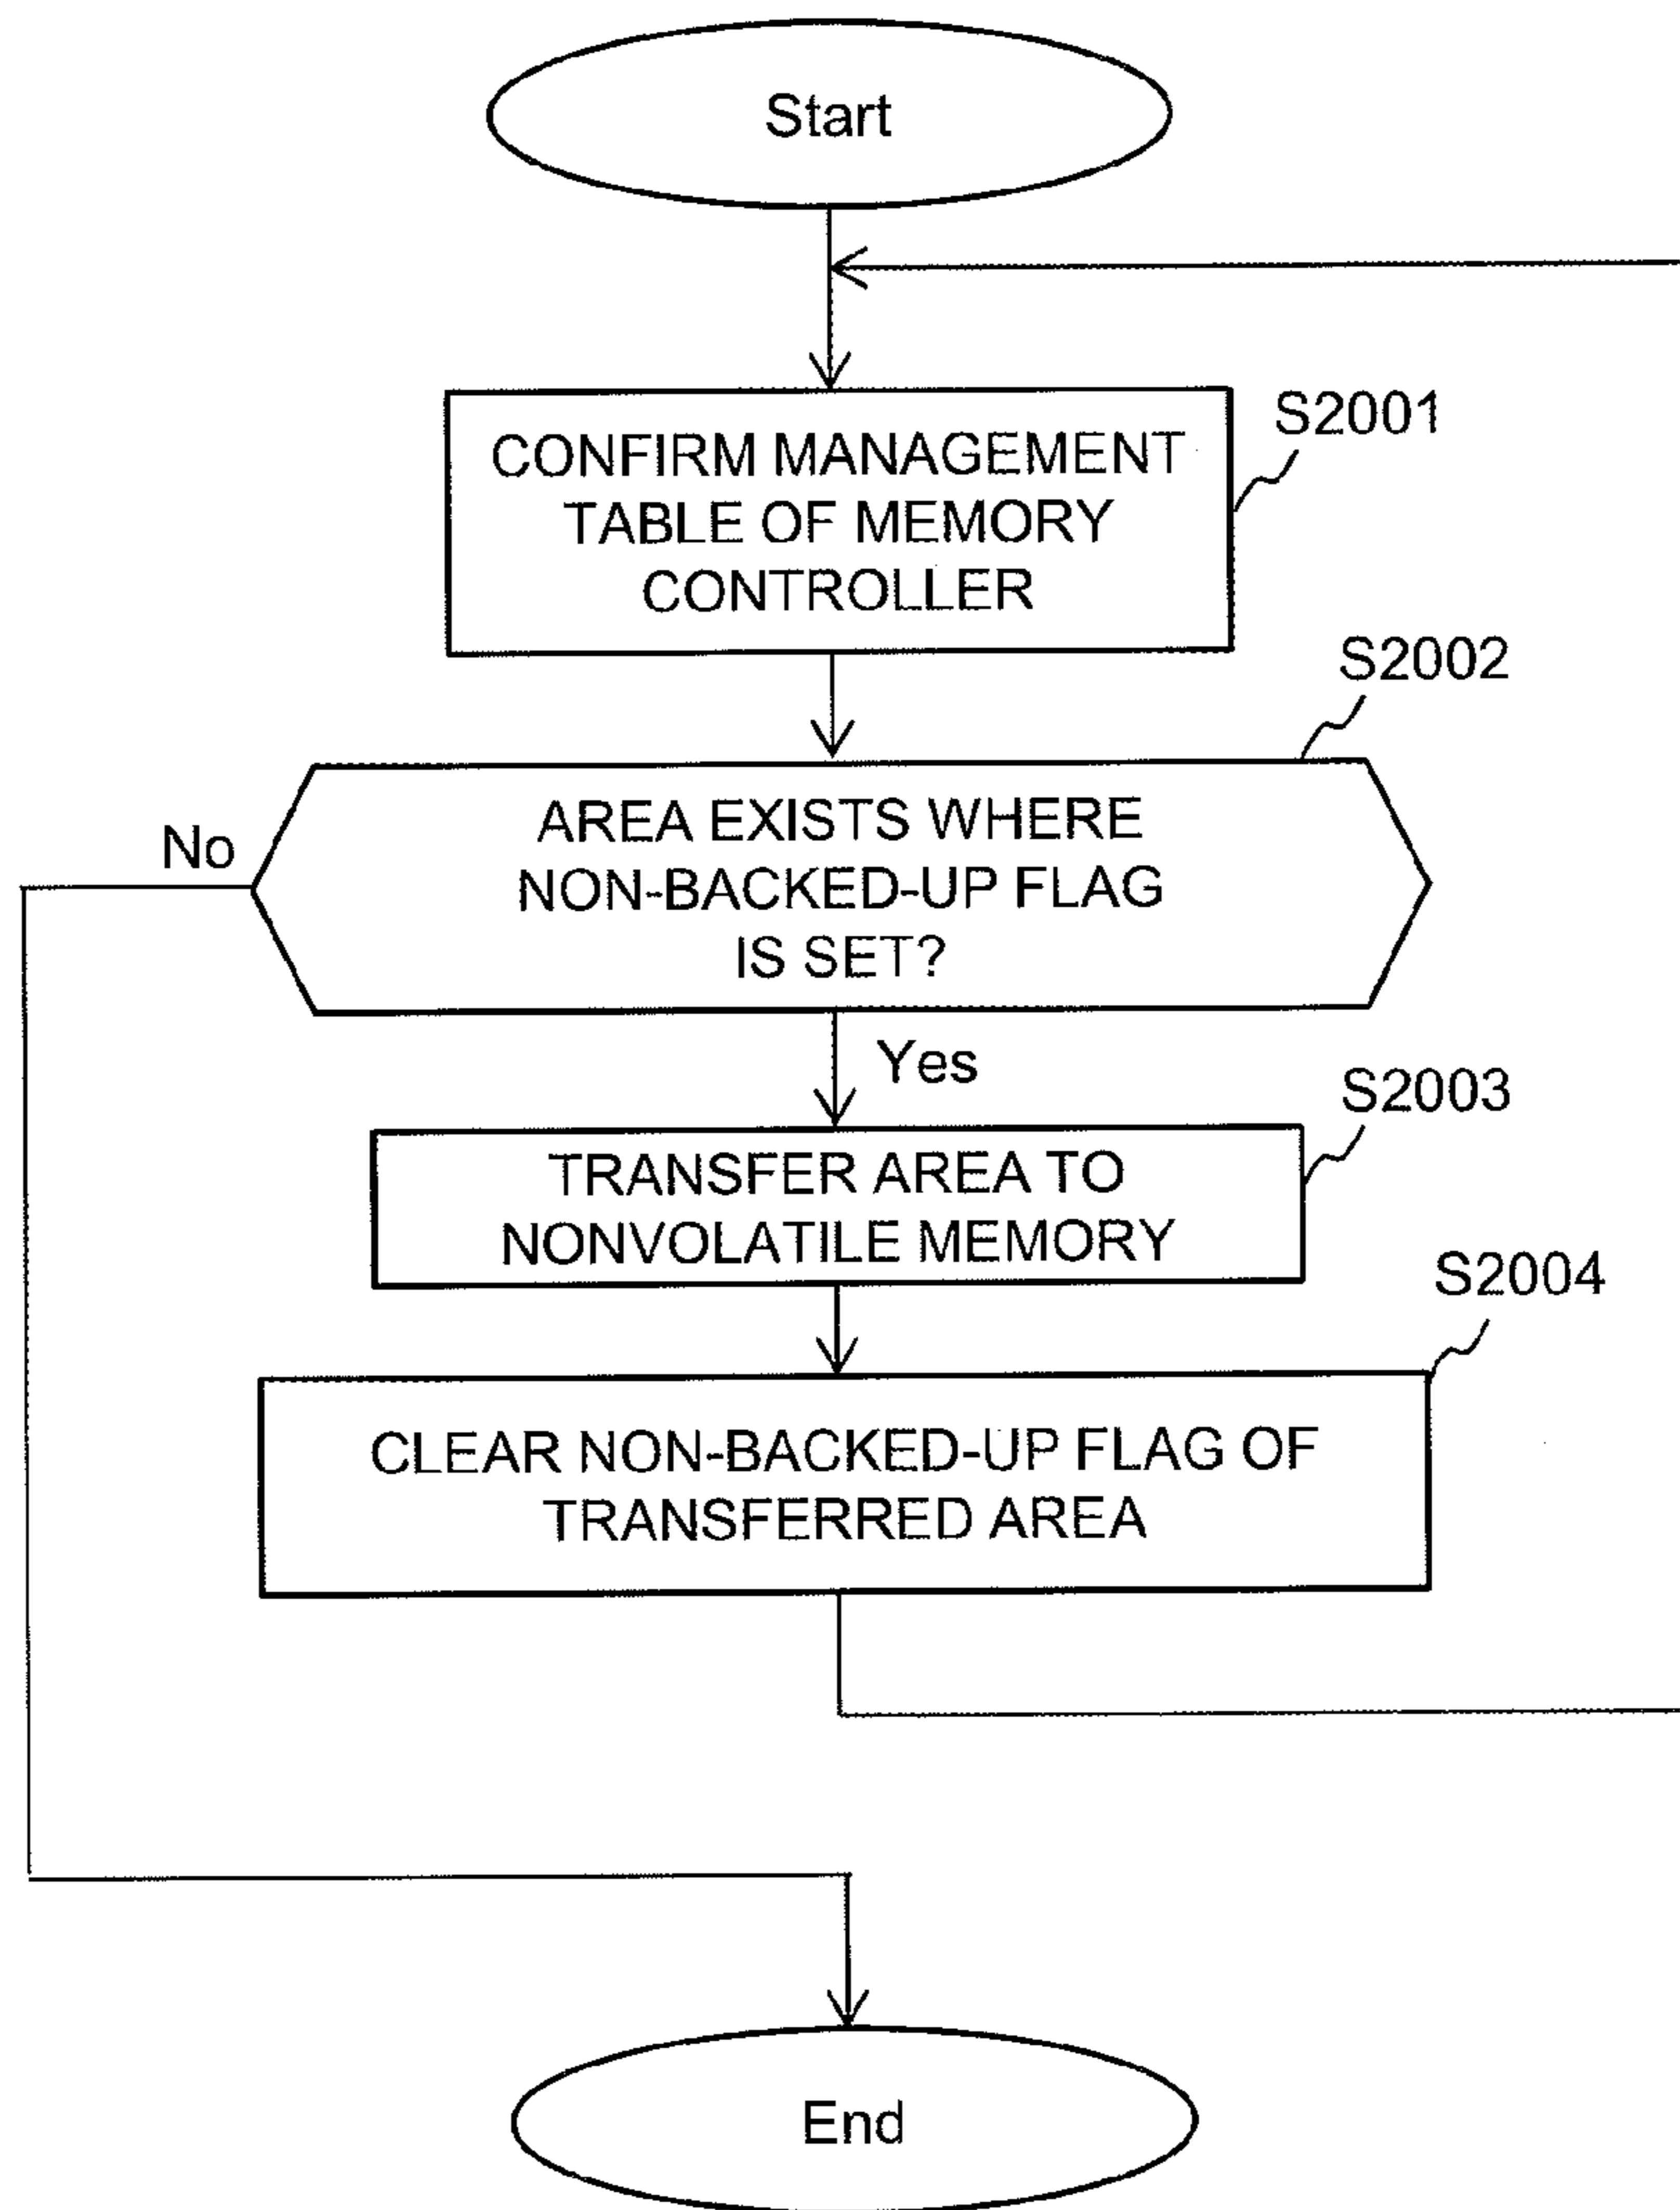 Start
S2001
CONFIRM MANAGEMENT
TABLE OF MEMORY
CONTROLLER
S2002
AREA EXISTS WHERE
NON-BACKED-UP FLAG
IS SET?
No
Yes
S2003
TRANSFER AREA TO
NONVOLATILE MEMORY
S2004
CLEAR NON-BACKED-UP FLAG OF
TRANSFERRED AREA
End